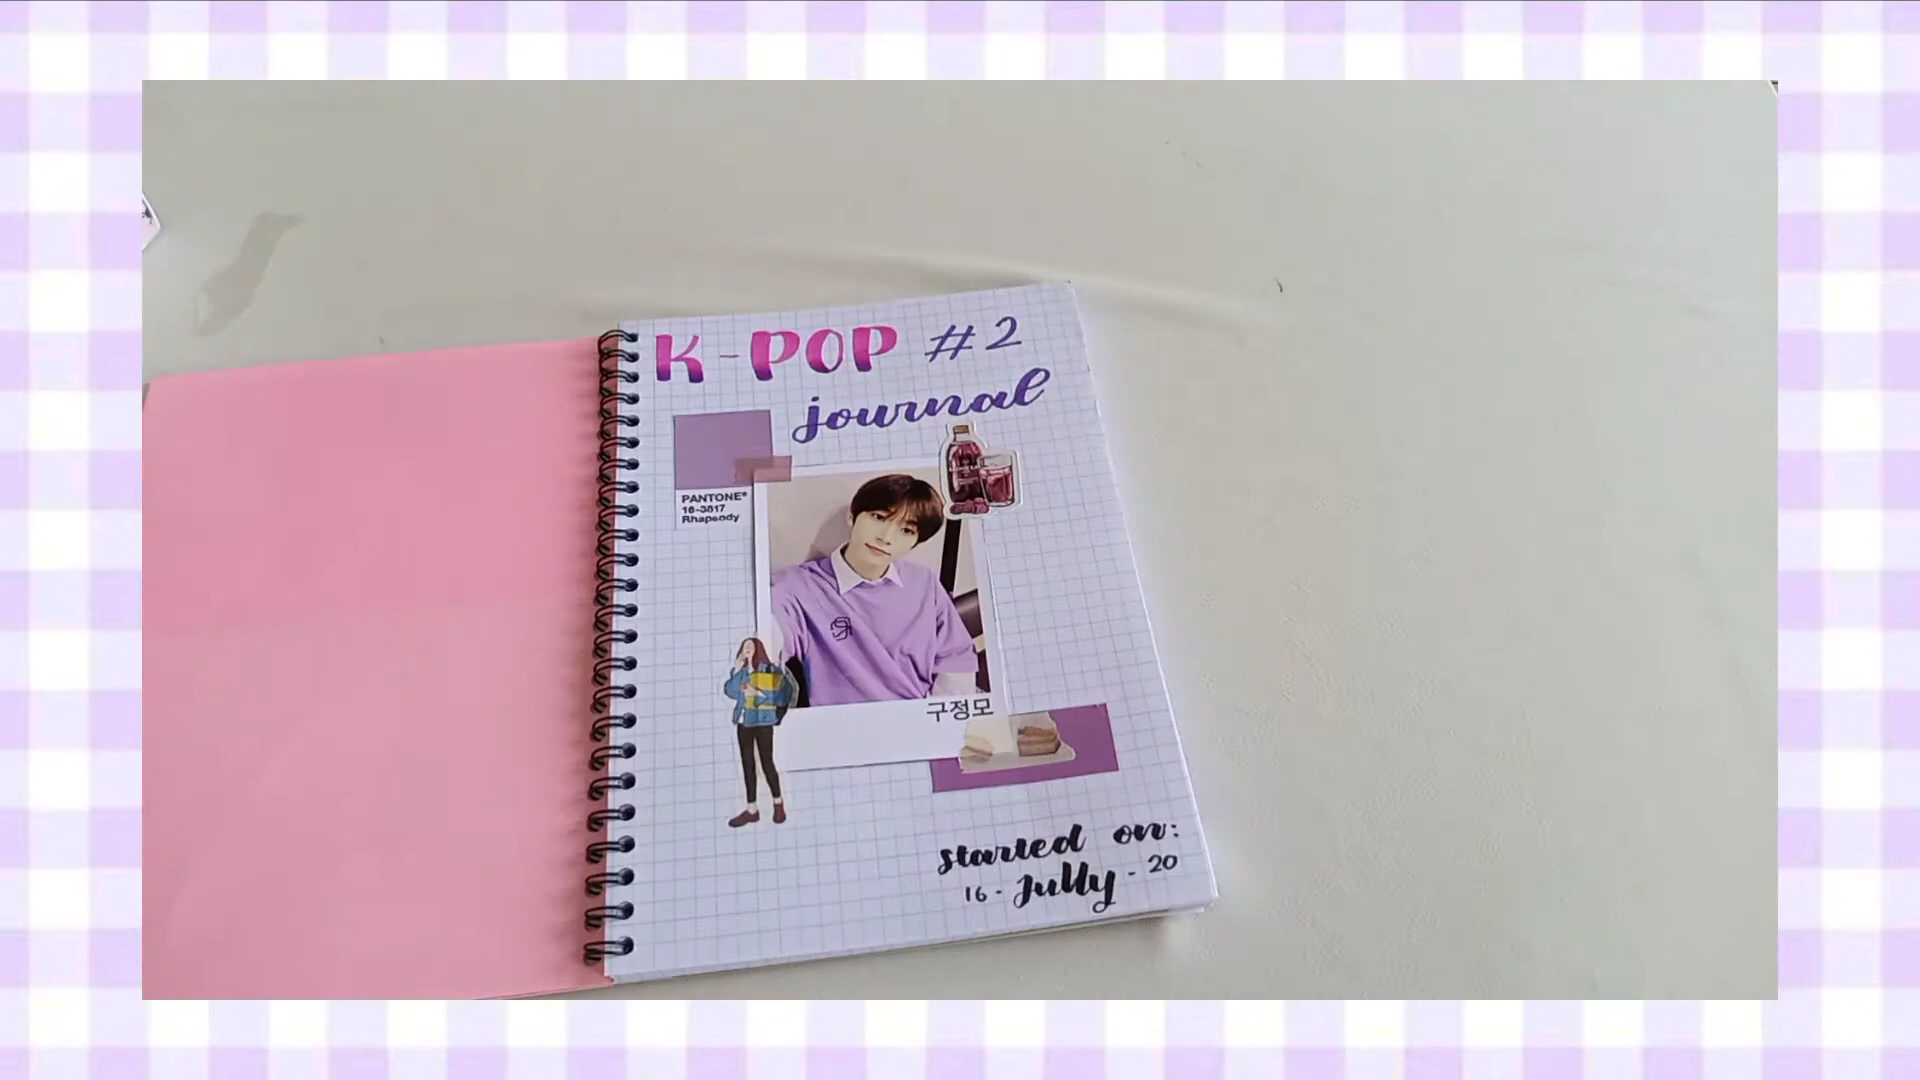 K-POP #2
journal
PANTONE®
16-3817
Rhapsody
구정모
started on:
16 - Jully - 20